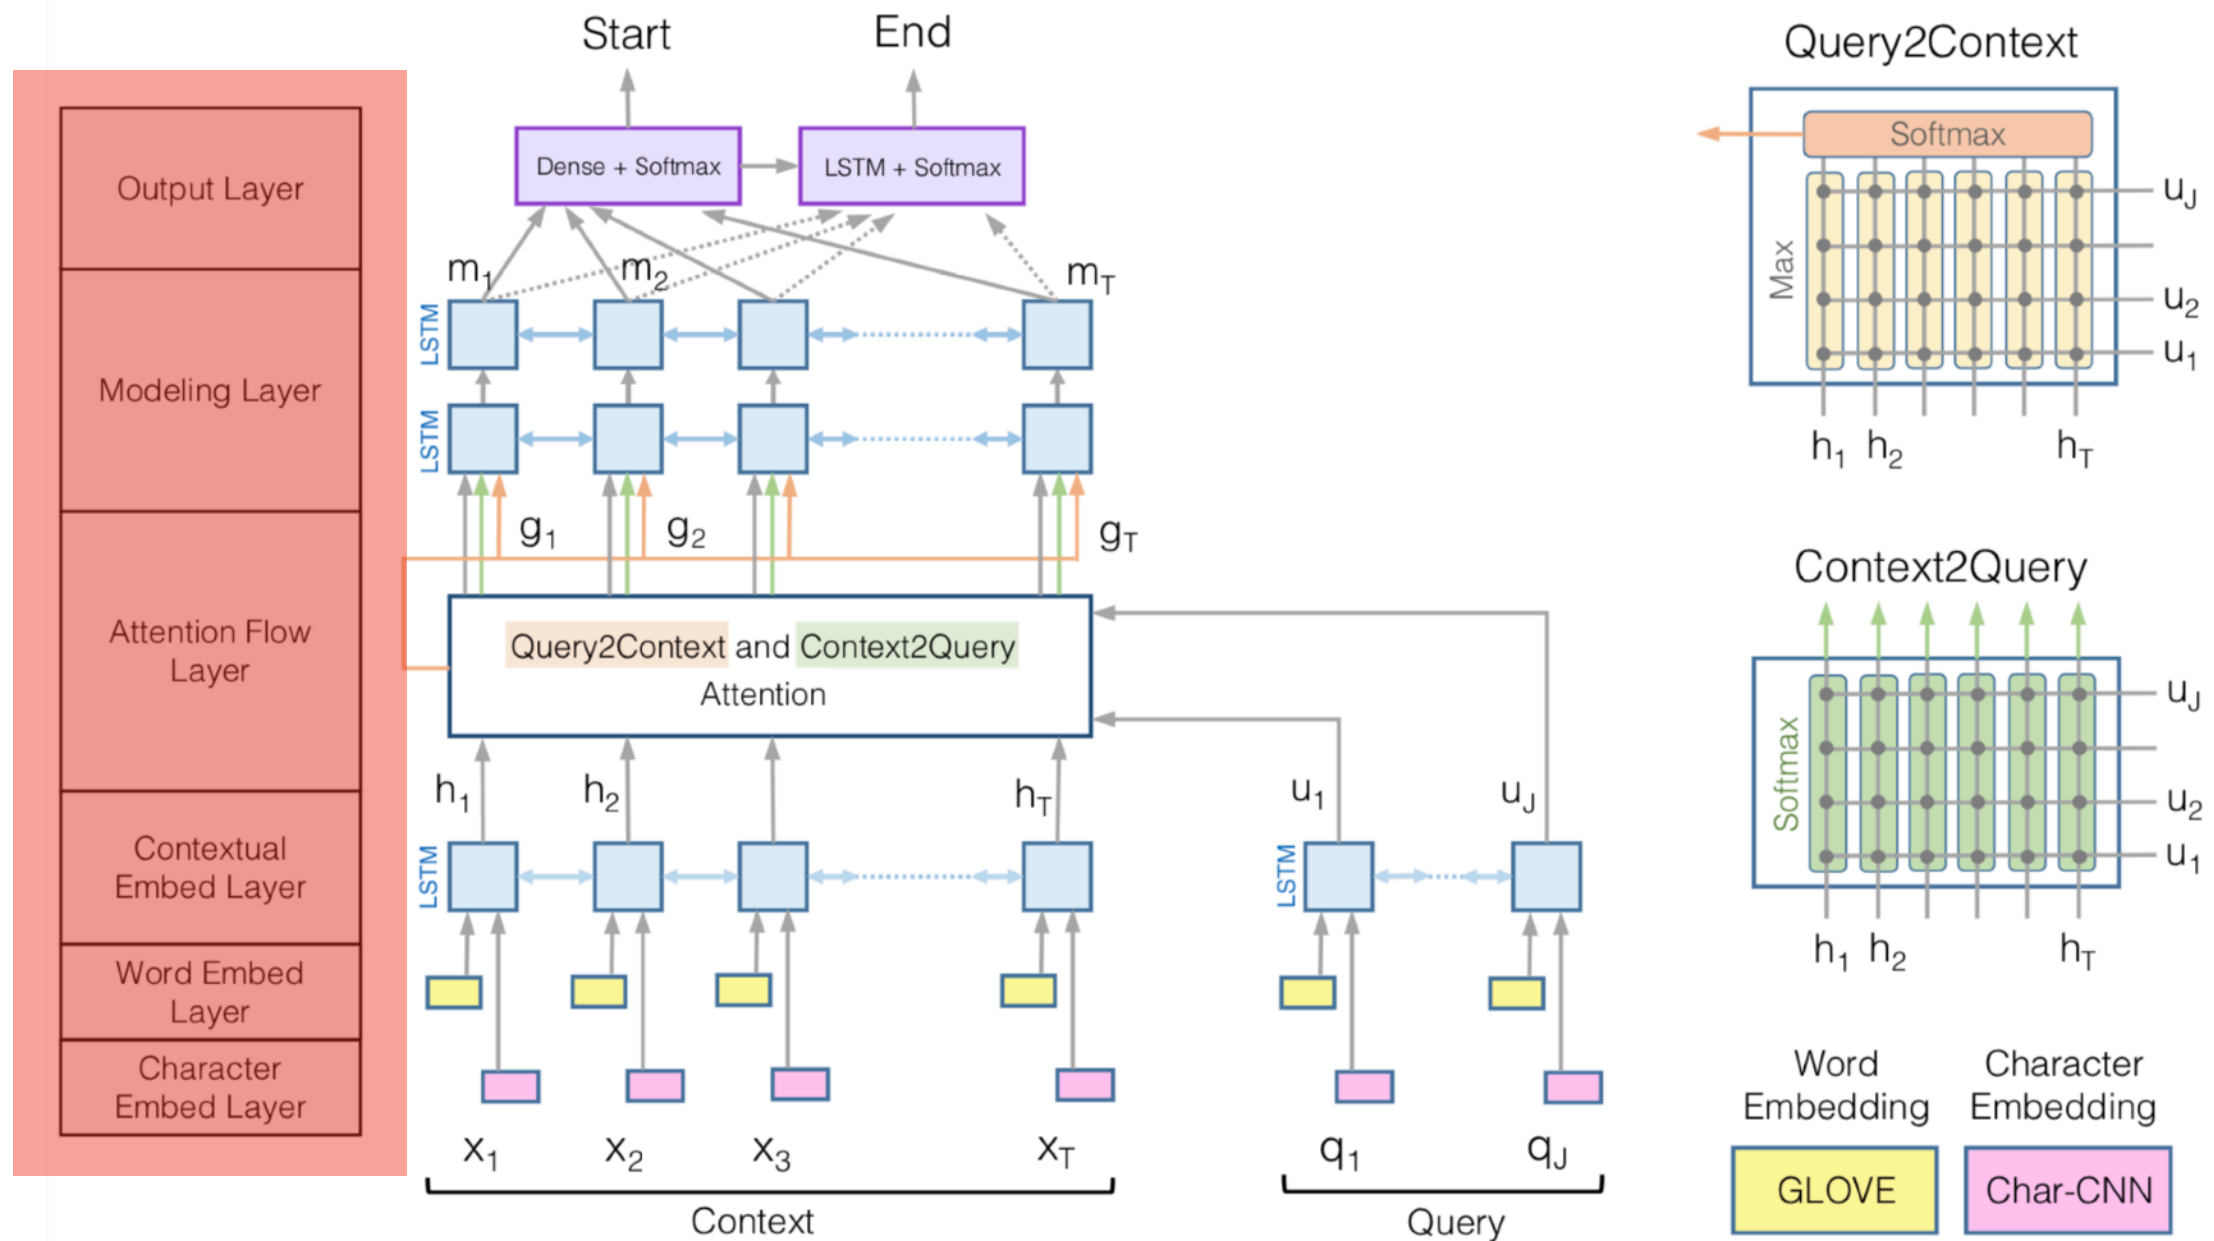 Output Layer
Modeling Layer
Attention Flow
Layer
Contextual
Embed Layer
Word Embed
Layer
Character
Embed Layer
Start
End
Dense + Softmax
LSTM + Softmax
m1
m2
mT
LSTM
LSTM
g1
g2
gT
Query2Context and Context2Query
Attention
h1
h2
hT
u1
uJ
LSTM
LSTM
x1
x2
x3
xT
q1
qJ
Context
Query
Query2Context
Softmax
Max
uJ
u2
u1
h1
h2
hT
Context2Query
Softmax
uJ
u2
u1
h1
h2
hT
Word
Embedding
GLOVE
Character
Embedding
Char-CNN